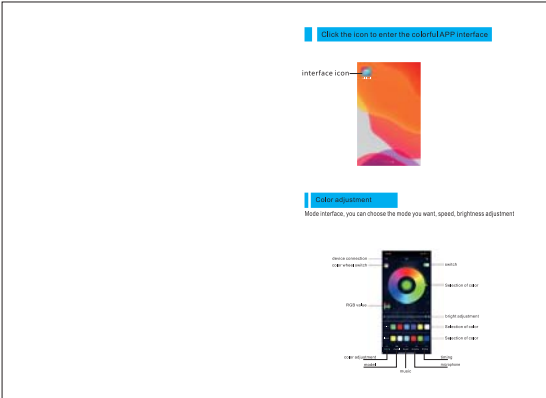 Click the icon to enter the colorful APP interface
interface icon
Color adjustment
Mode interface, you can choose the mode you want, speed, brightness adjustment
device connection
color wheel switch
switch
Selection of color
RGB value
bright adjustment
Selection of color
Selection of color
color adjustment
model
Music
timing
microphone